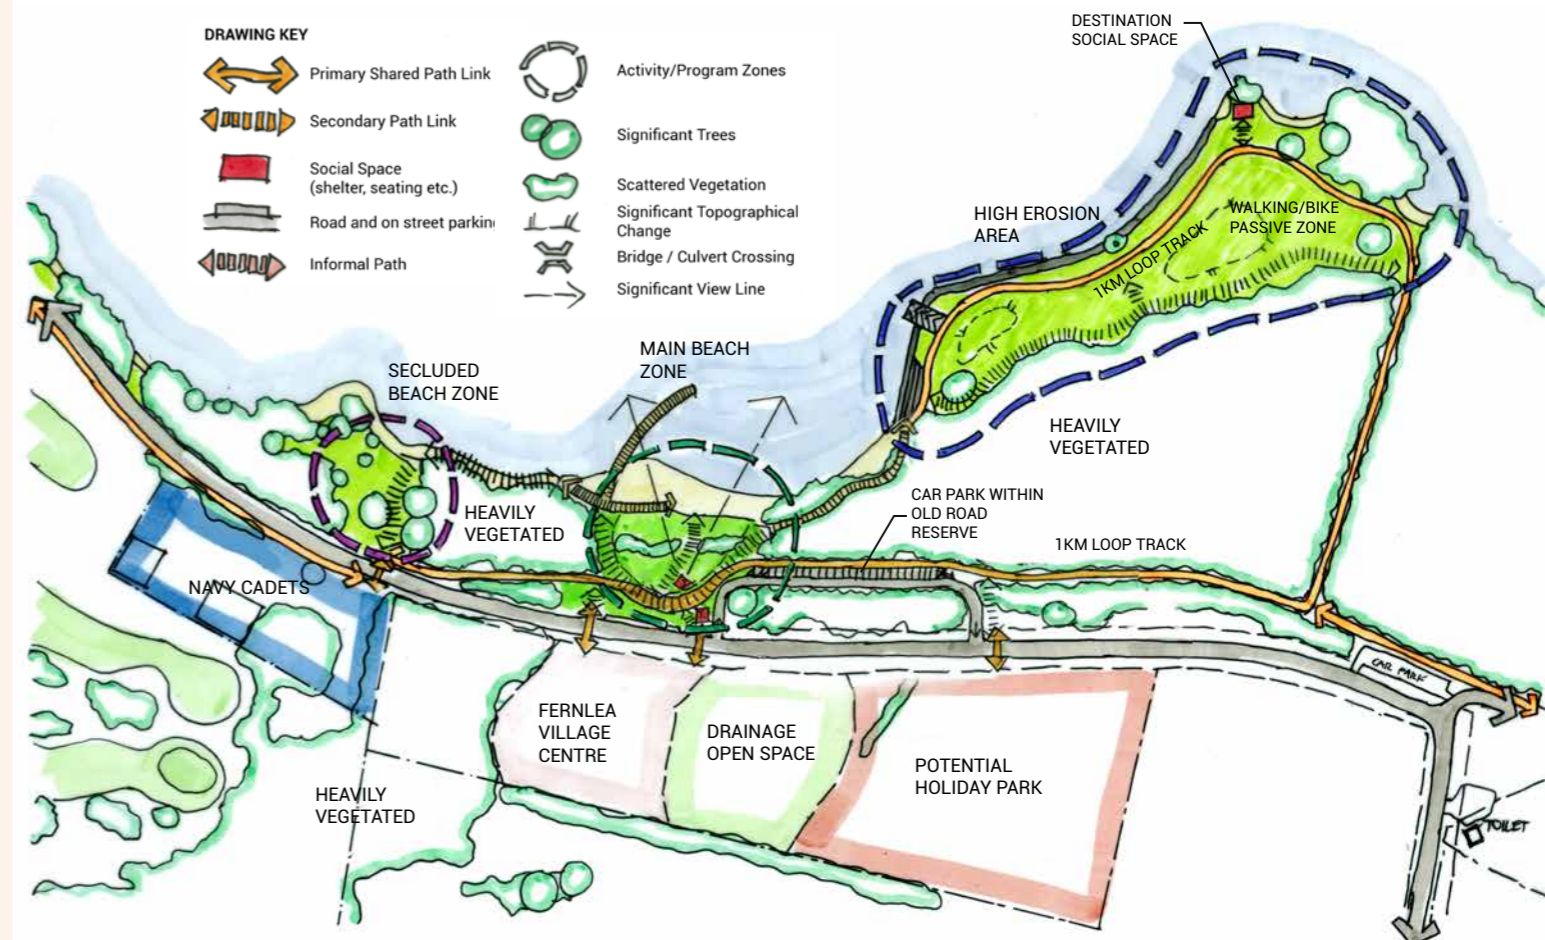 DRAWING KEY
Primary Shared Path Link
Secondary Path Link
Social Space
(shelter, seating etc.)
Road and on street parking
Informal Path
Activity/Program Zones
Significant Trees
Scattered Vegetation
Significant Topographical
Change
Bridge / Culvert Crossing
Significant View Line
DESTINATION
SOCIAL SPACE
HIGH EROSION
AREA
WALKING/BIKE
PASSIVE ZONE
1KM LOOP TRACK
MAIN BEACH
ZONE
SECLUDED
BEACH ZONE
HEAVILY
VEGETATED
HEAVILY
VEGETATED
CAR PARK WITHIN
OLD ROAD
RESERVE
1KM LOOP TRACK
NAVY CADETS
CAR PARK
FERNLEA
VILLAGE
CENTRE
DRAINAGE
OPEN SPACE
POTENTIAL
HOLIDAY PARK
HEAVILY
VEGETATED
TOILET